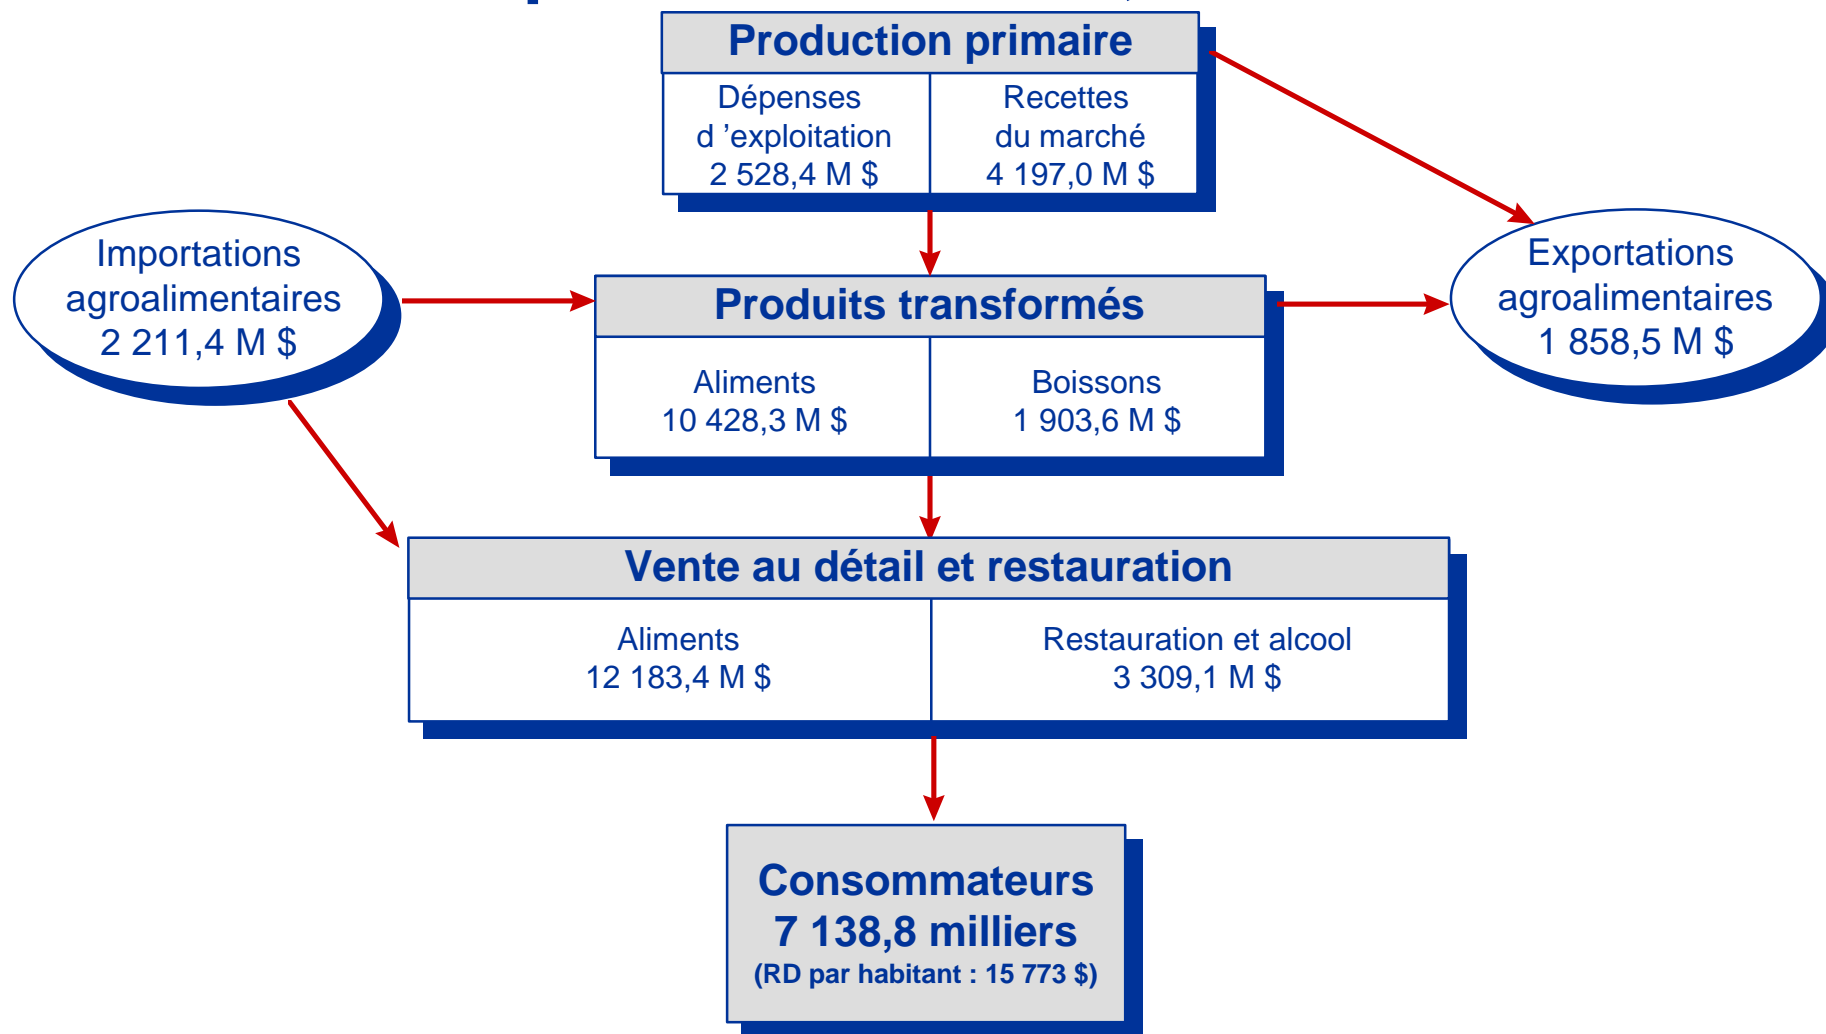 Production primaire
Dépenses
d ’exploitation
2 528,4 M $
Recettes
du marché
4 197,0 M $
Importations
agroalimentaires
2 211,4 M $
Exportations
agroalimentaires
1 858,5 M $
Produits transformés
Aliments
10 428,3 M $
Boissons
1 903,6 M $
Vente au détail et restauration
Aliments
12 183,4 M $
Restauration et alcool
3 309,1 M $
Consommateurs
7 138,8 milliers
(RD par habitant : 15 773 $)